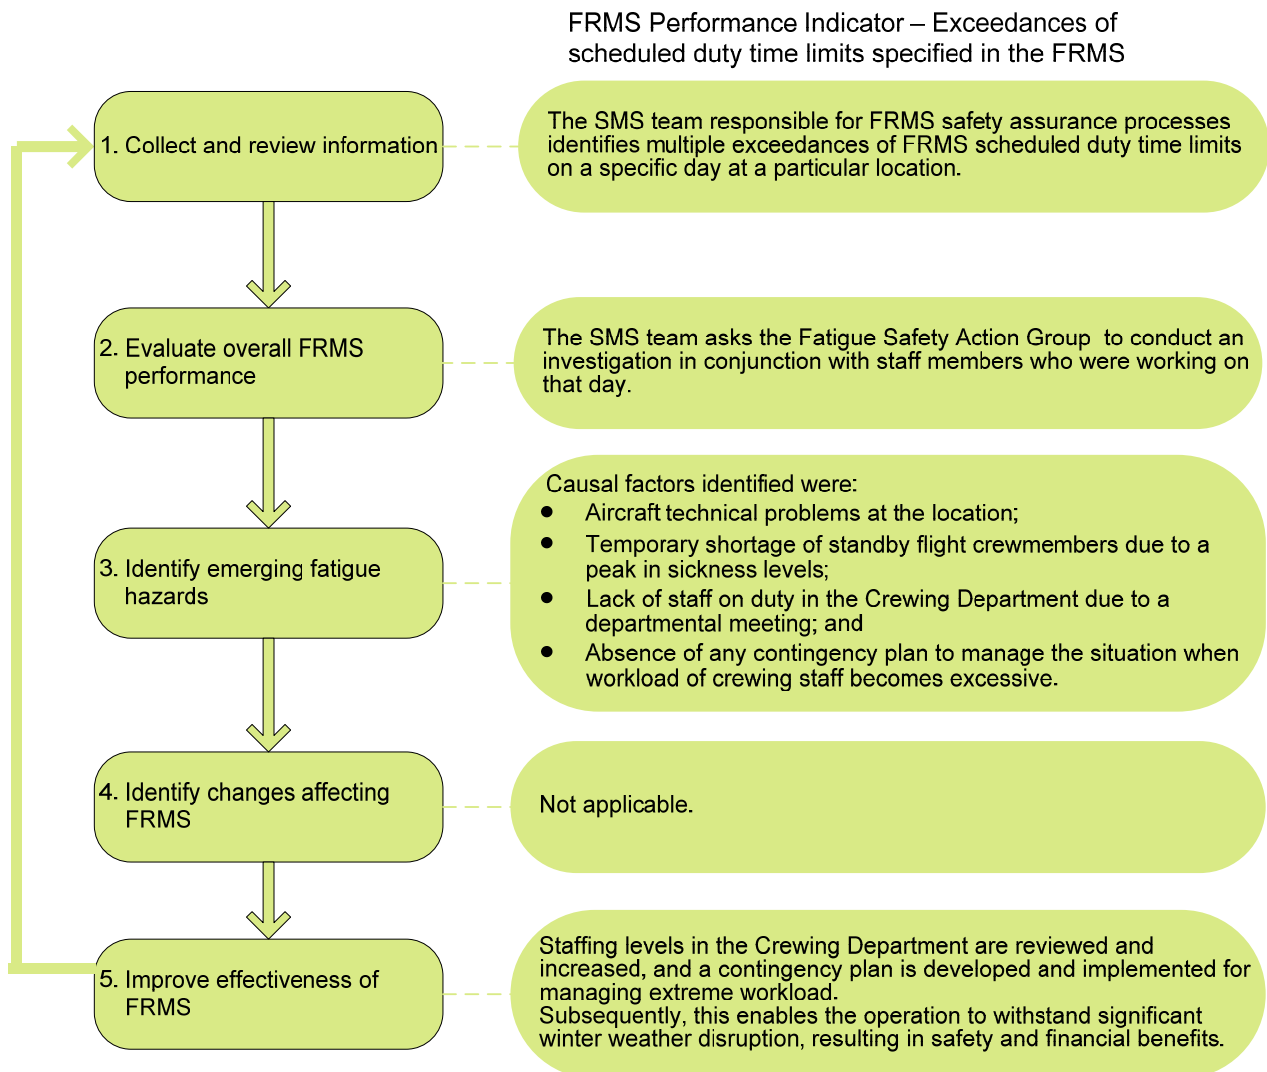 FRMS Performance Indicator – Exceedances of
scheduled duty time limits specified in the FRMS
1. Collect and review information
The SMS team responsible for FRMS safety assurance processes
identifies multiple exceedances of FRMS scheduled duty time limits
on a specific day at a particular location.
2. Evaluate overall FRMS
performance
The SMS team asks the Fatigue Safety Action Group to conduct an
investigation in conjunction with staff members who were working on
that day.
3. Identify emerging fatigue
hazards
Causal factors identified were:
● Aircraft technical problems at the location;
● Temporary shortage of standby flight crewmembers due to a
peak in sickness levels;
● Lack of staff on duty in the Crewing Department due to a
departmental meeting; and
● Absence of any contingency plan to manage the situation when
workload of crewing staff becomes excessive.
4. Identify changes affecting
FRMS
Not applicable.
5. Improve effectiveness of
FRMS
Staffing levels in the Crewing Department are reviewed and
increased, and a contingency plan is developed and implemented for
managing extreme workload.
Subsequently, this enables the operation to withstand significant
winter weather disruption, resulting in safety and financial benefits.